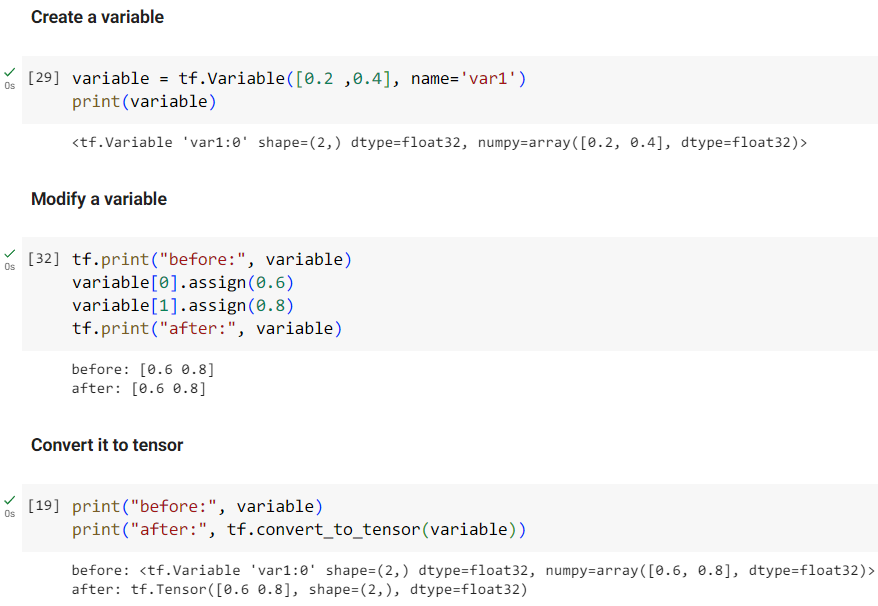 Create a variable
[29] variable = tf.Variable([0.2 ,0.4], name='var1')
0s
print(variable)
<tf.Variable 'var1:0' shape=(2,) dtype=float32, numpy=array([0.2, 0.4], dtype=float32)>
Modify a variable
[32] tf.print("before:", variable)
0s
variable[0].assign(0.6)
variable[1].assign(0.8)
tf.print("after:", variable)
before: [0.6 0.8]
after: [0.6 0.8]
Convert it to tensor
[19] print("before:", variable)
0s
print("after:", tf.convert_to_tensor(variable))
before: <tf.Variable 'var1:0' shape=(2,) dtype=float32, numpy=array([0.6, 0.8], dtype=float32)>
after: tf.Tensor([0.6 0.8], shape=(2,), dtype=float32)